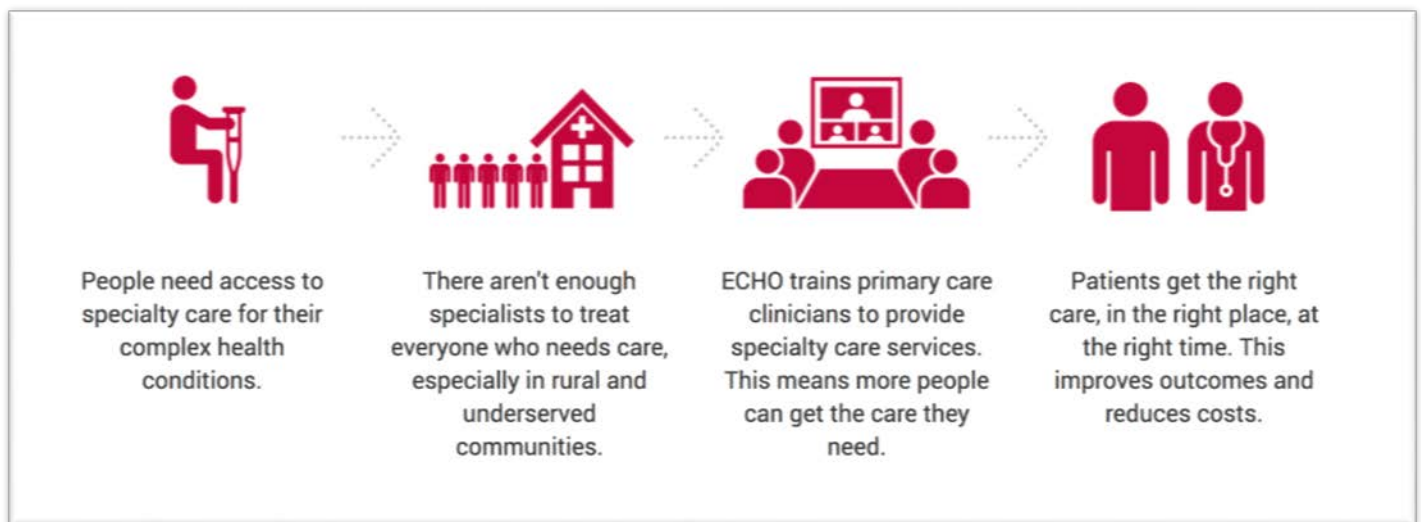 People need access to
specialty care for their
complex health
conditions.
There aren't enough
specialists to treat
everyone who needs care,
especially in rural and
underserved
communities.
ECHO trains primary care
clinicians to provide
specialty care services.
This means more people
can get the care they
need.
Patients get the right
care, in the right place, at
the right time. This
improves outcomes and
reduces costs.